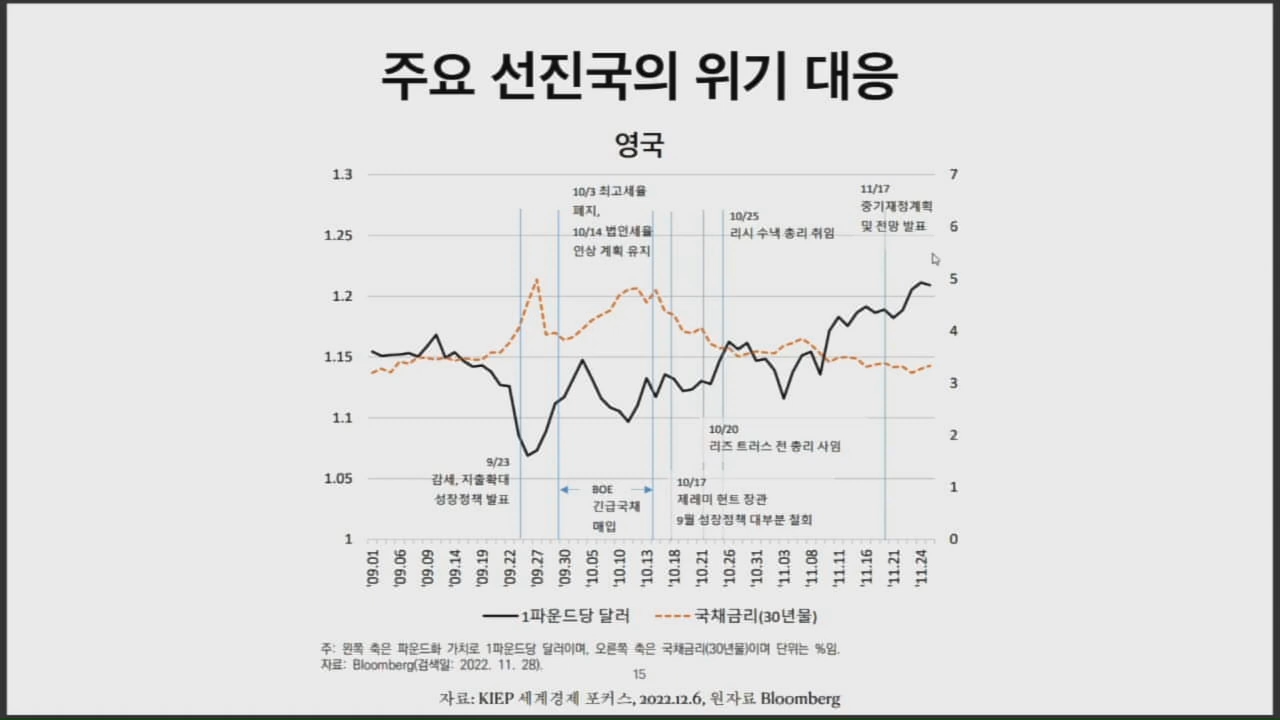 주요 선진국의 위기 대응
영국
1.3
1.25
1.2
1.15
1.1
1.05
1
7
6
5
4
3
2
1
0
10/3 최고세율
폐지,
10/14 법인세율
인상 계획 유지
10/25
리시 수낵 총리 취임
11/17
중기재정계획
및 전망 발표
9/23
감세, 지출확대
성장정책 발표
BOE
긴급국채
매입
10/20
리즈 트러스 전 총리 사임
10/17
제레미 헌트 장관
9월 성장정책 대부분 철회
'09.01
'09.06
'09.09
'09.14
'09.19
'09.22
'09.27
'09.30
'10.05
'10.10
'10.13
'10.18
'10.21
'10.26
'10.31
'11.03
'11.08
'11.11
'11.16
'11.21
'11.24
1파운드당 달러
국채금리(30년물)
주: 왼쪽 축은 파운드화 가치로 1파운드당 달러이며, 오른쪽 축은 국채금리(30년물)이며 단위는 %임.
자료: Bloomberg(검색일: 2022. 11. 28).
15
자료: KIEP 세계경제 포커스, 2022.12.6, 원자료 Bloomberg